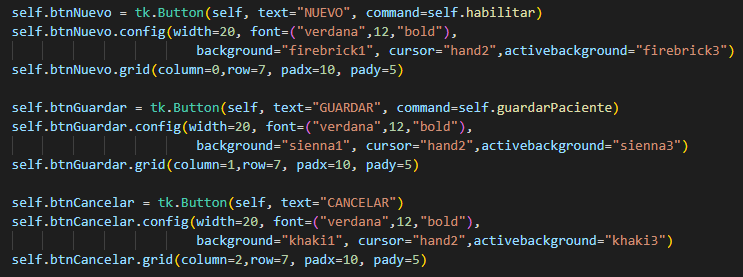 self.btnNuevo = tk.Button(self, text="NUEVO", command=self.habilitar)
self.btnNuevo.config(width=20, font=("verdana",12,"bold"),
background="firebrick1", cursor="hand2",activebackground="firebrick3")
self.btnNuevo.grid(column=0,row=7, padx=10, pady=5)
self.btnGuardar = tk.Button(self, text="GUARDAR", command=self.guardarPaciente)
self.btnGuardar.config(width=20, font=("verdana",12,"bold"),
background="sienna1", cursor="hand2",activebackground="sienna3")
self.btnGuardar.grid(column=1,row=7, padx=10, pady=5)
self.btnCancelar = tk.Button(self, text="CANCELAR")
self.btnCancelar.config(width=20, font=("verdana",12,"bold"),
background="khaki1", cursor="hand2",activebackground="khaki3")
self.btnCancelar.grid(column=2,row=7, padx=10, pady=5)